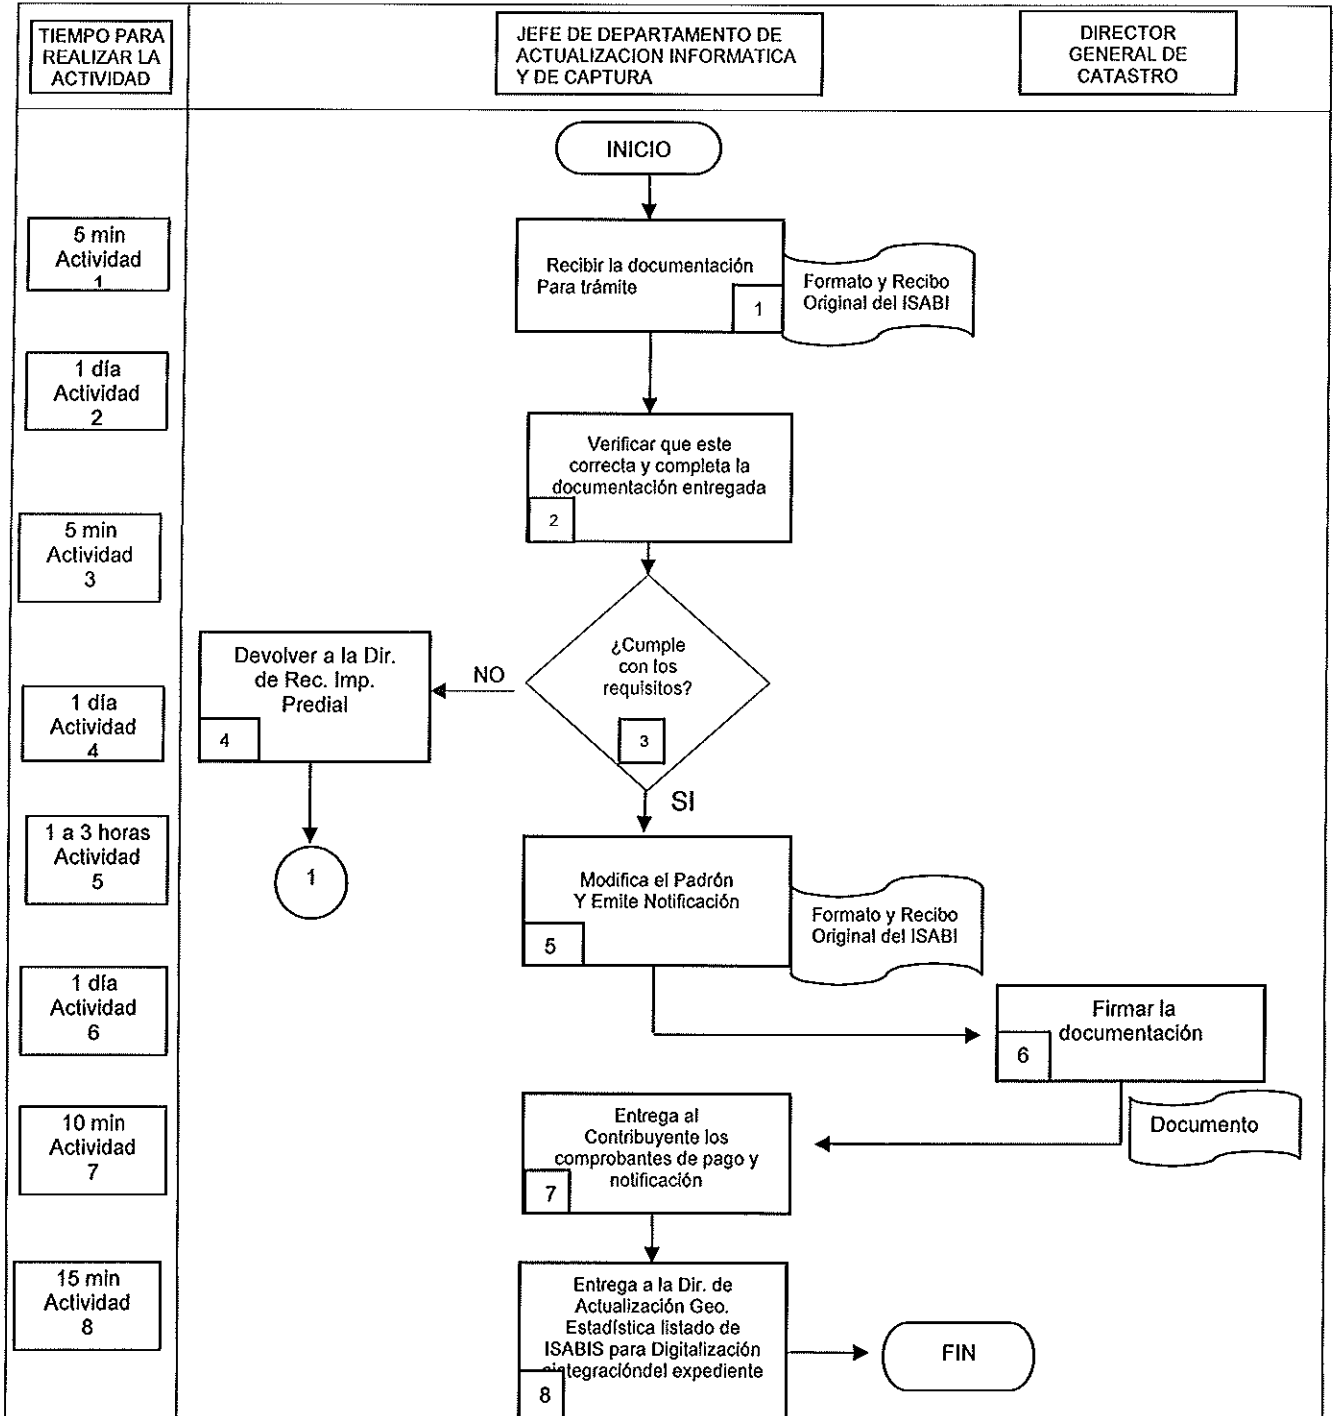 TIEMPO PARA
REALIZAR LA
ACTIVIDAD
JEFE DE DEPARTAMENTO DE
ACTUALIZACION INFORMATICA
Y DE CAPTURA
DIRECTOR
GENERAL DE
CATASTRO
INICIO
5 min
Actividad
1
Recibir la documentación
Para trámite
1
Formato y Recibo
Original del ISABI
1 día
Actividad
2
Verificar que este
correcta y completa la
documentación entregada
2
5 min
Actividad
3
¿Cumple
con los
requisitos?
3
NO
Devolver a la Dir.
de Rec. Imp.
Predial
4
1 día
Actividad
4
SI
1
1 a 3 horas
Actividad
5
Modifica el Padrón
Y Emite Notificación
5
Formato y Recibo
Original del ISABI
1 día
Actividad
6
Firmar la
documentación
6
Documento
10 min
Actividad
7
Entrega al
Contribuyente los
comprobantes de pago y
notificación
7
15 min
Actividad
8
Entrega a la Dir. de
Actualización Geo.
Estadística listado de
ISABIS para Digitalización
expediente
8
FIN